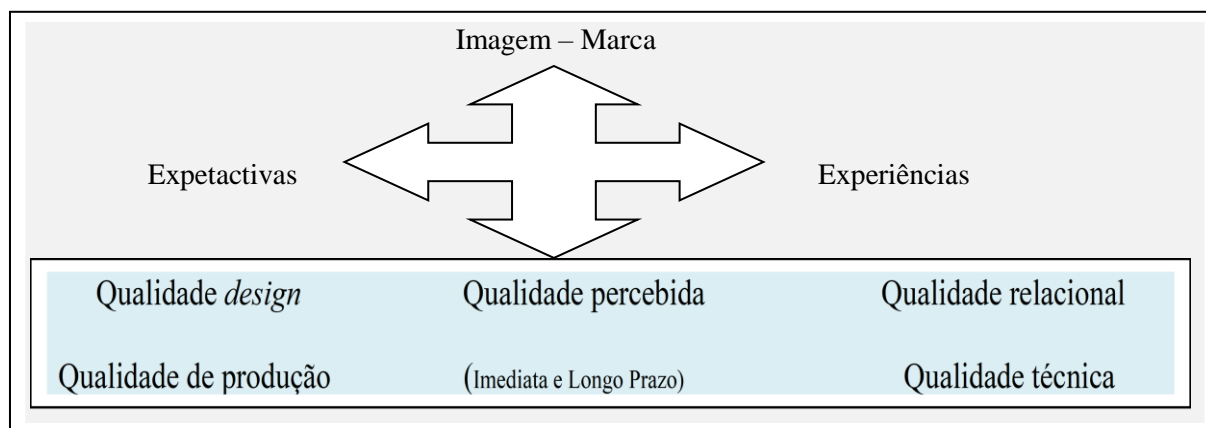 Imagem – Marca
Expetactivas Experiências
Qualidade design Qualidade percebida Qualidade relacional
Qualidade de produção (Imediata e Longo Prazo) Qualidade técnica